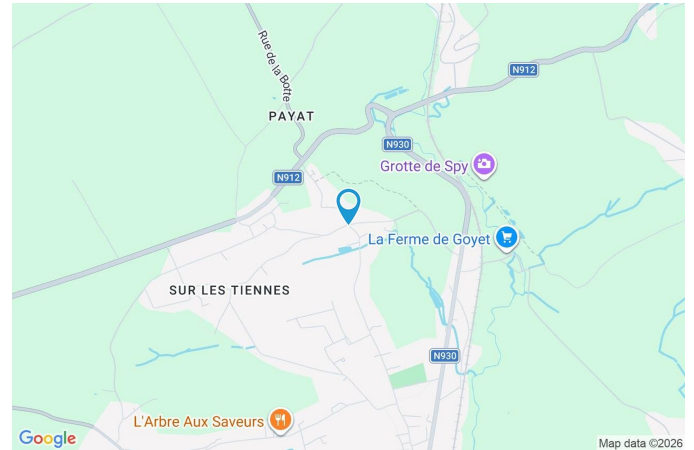 Rue de la Botte
N912
PAYAT
N930
Grotte de Spy
N912
La Ferme de Goyet
SUR LES TIENNES
N930
L'Arbre Aux Saveurs
Google
Map data ©2026